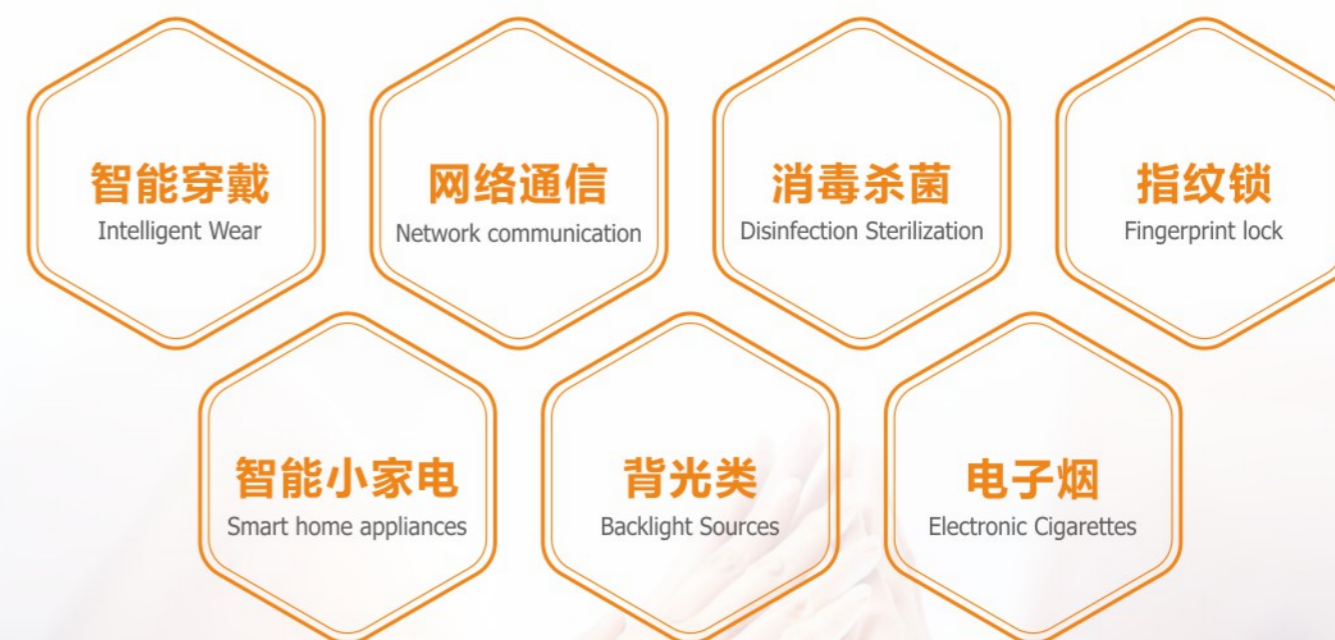 智能穿戴
Intelligent Wear
网络通信
Network communication
消毒杀菌
Disinfection Sterilization
指纹锁
Fingerprint lock
智能小家电
Smart home appliances
背光类
Backlight Sources
电子烟
Electronic Cigarettes